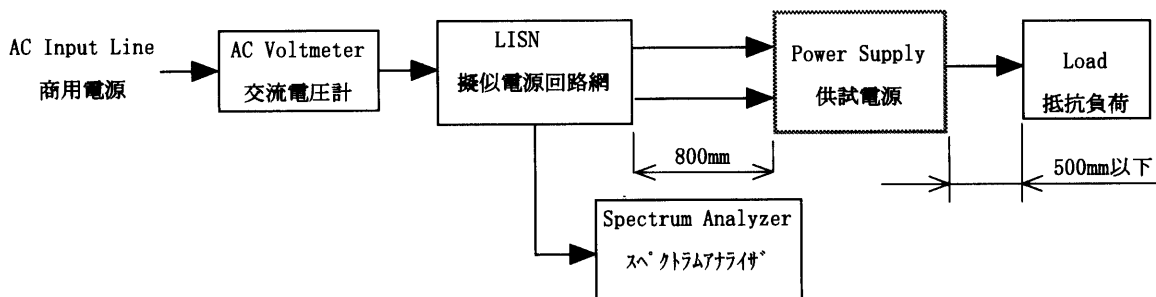 AC Input Line
商用電源
AC Voltmeter
交流電圧計
LISN
擬似電源回路網
Power Supply
供試電源
Load
抵抗負荷
800mm
500mm以下
Spectrum Analyzer
ｽﾍﾟｸﾄﾗﾑｱﾅﾗｲｻﾞ